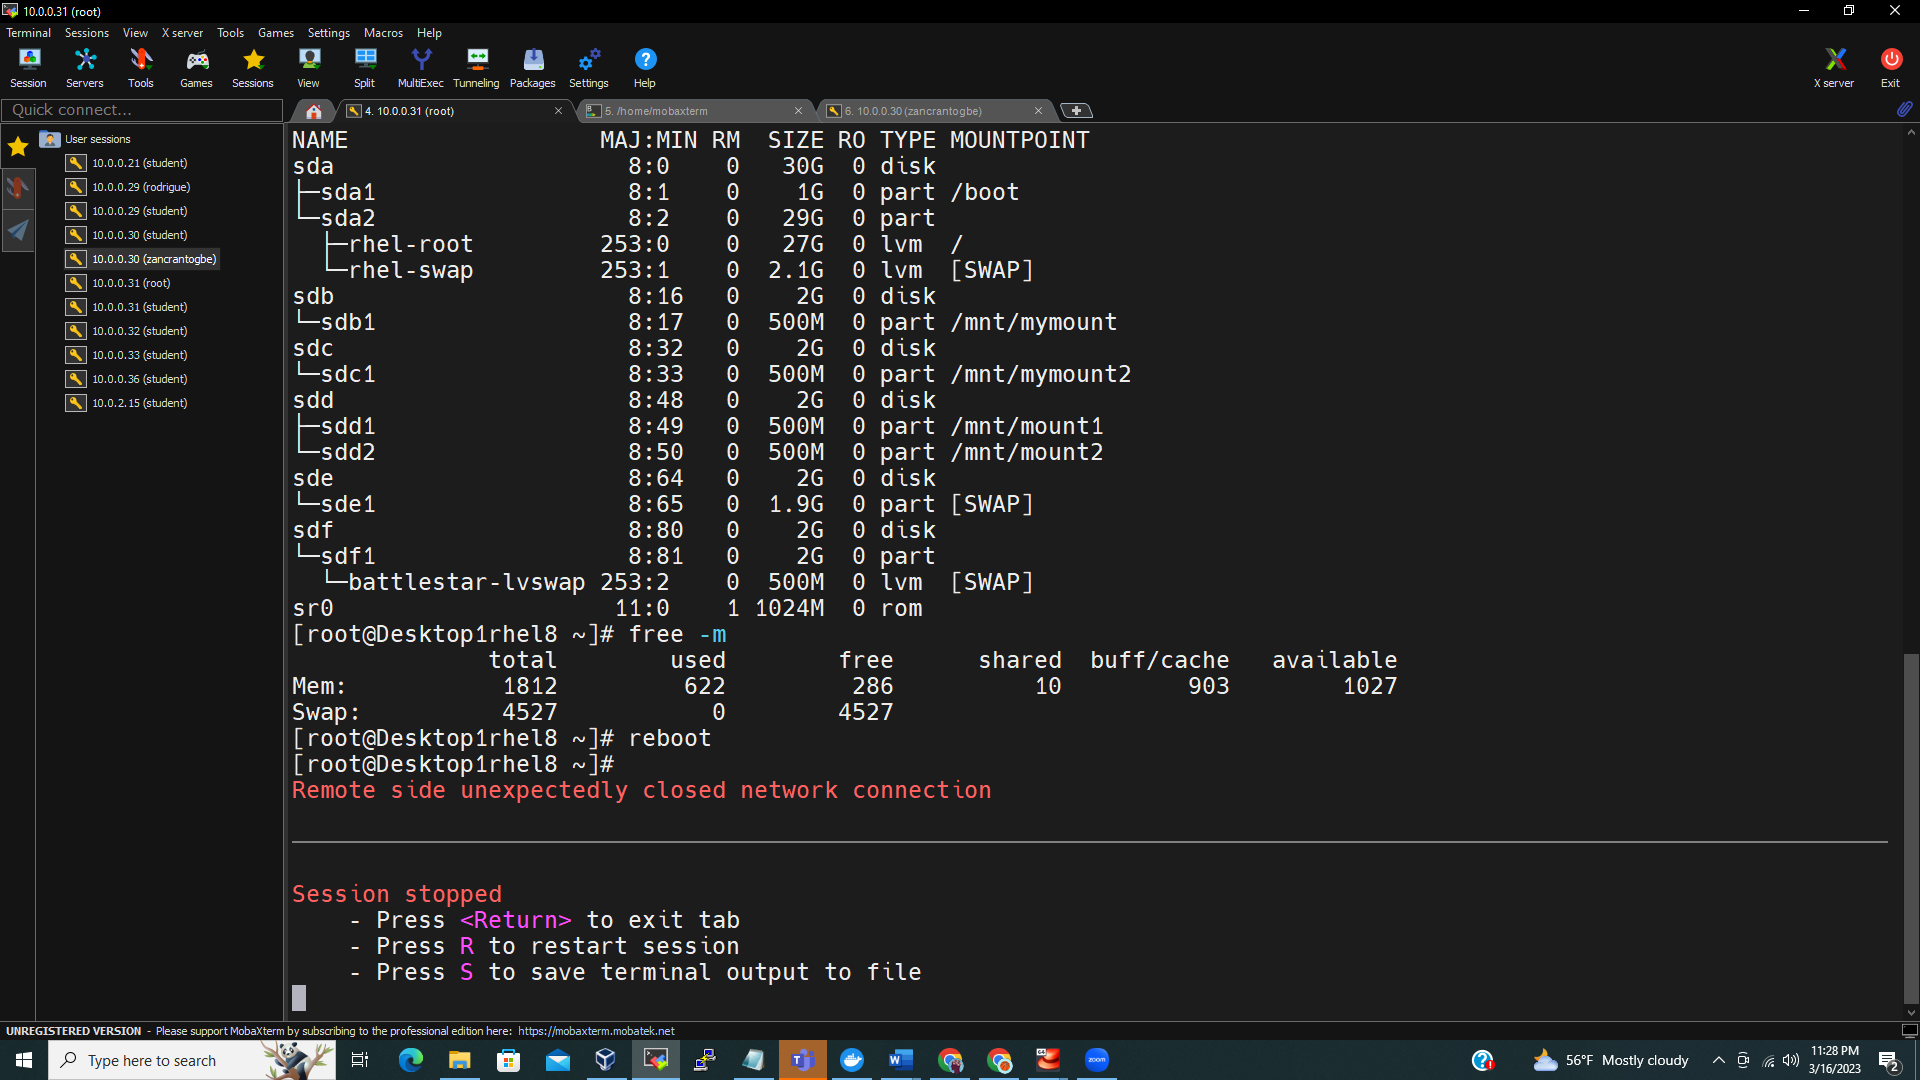 10.0.0.31 (root)
Terminal Sessions View X server Tools Games Settings Macros Help
Session Servers Tools Games Sessions View Split MultiExec Tunneling Packages Settings Help X server Exit
Quick connect... 4. 10.0.0.31 (root) 5. /home/mobaxterm 6. 10.0.0.30 (zancrantogbe)
User sessions
10.0.0.21 (student)
10.0.0.29 (rodrigue)
10.0.0.29 (student)
10.0.0.30 (student)
10.0.0.30 (zancrantogbe)
10.0.0.31 (root)
10.0.0.31 (student)
10.0.0.32 (student)
10.0.0.33 (student)
10.0.0.36 (student)
10.0.2.15 (student)
NAME MAJ:MIN RM SIZE RO TYPE MOUNTPOINT
sda 8:0 0 30G 0 disk
├─sda1 8:1 0 1G 0 part /boot
└─sda2 8:2 0 29G 0 part
├─rhel-root 253:0 0 27G 0 lvm /
└─rhel-swap 253:1 0 2.1G 0 lvm [SWAP]
sdb 8:16 0 2G 0 disk
└─sdb1 8:17 0 500M 0 part /mnt/mymount
sdc 8:32 0 2G 0 disk
└─sdc1 8:33 0 500M 0 part /mnt/mymount2
sdd 8:48 0 2G 0 disk
├─sdd1 8:49 0 500M 0 part /mnt/mount1
└─sdd2 8:50 0 500M 0 part /mnt/mount2
sde 8:64 0 2G 0 disk
└─sde1 8:65 0 1.9G 0 part [SWAP]
sdf 8:80 0 2G 0 disk
└─sdf1 8:81 0 2G 0 part
└─battlestar-lvswap 253:2 0 500M 0 lvm [SWAP]
sr0 11:0 1 1024M 0 rom
[root@Desktop1rhel8 ~]# free -m
total used free shared buff/cache available
Mem: 1812 622 286 10 903 1027
Swap: 4527 0 4527
[root@Desktop1rhel8 ~]# reboot
[root@Desktop1rhel8 ~]#
Remote side unexpectedly closed network connection
Session stopped
- Press <Return> to exit tab
- Press R to restart session
- Press S to save terminal output to file
UNREGISTERED VERSION - Please support MobaXterm by subscribing to the professional edition here: https://mobaxterm.mobatek.net
Type here to search
zoom
56°F Mostly cloudy
11:28 PM
3/16/2023
2